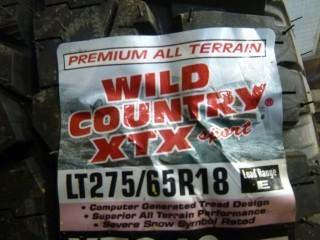 PREMIUM ALL TERRAIN
WILD
COUNTRY®
XTX sport
LT275/65R18 Load Range E
• Computer Generated Tread Design
• Superior All Terrain Performance
• Severe Snow Symbol Rated